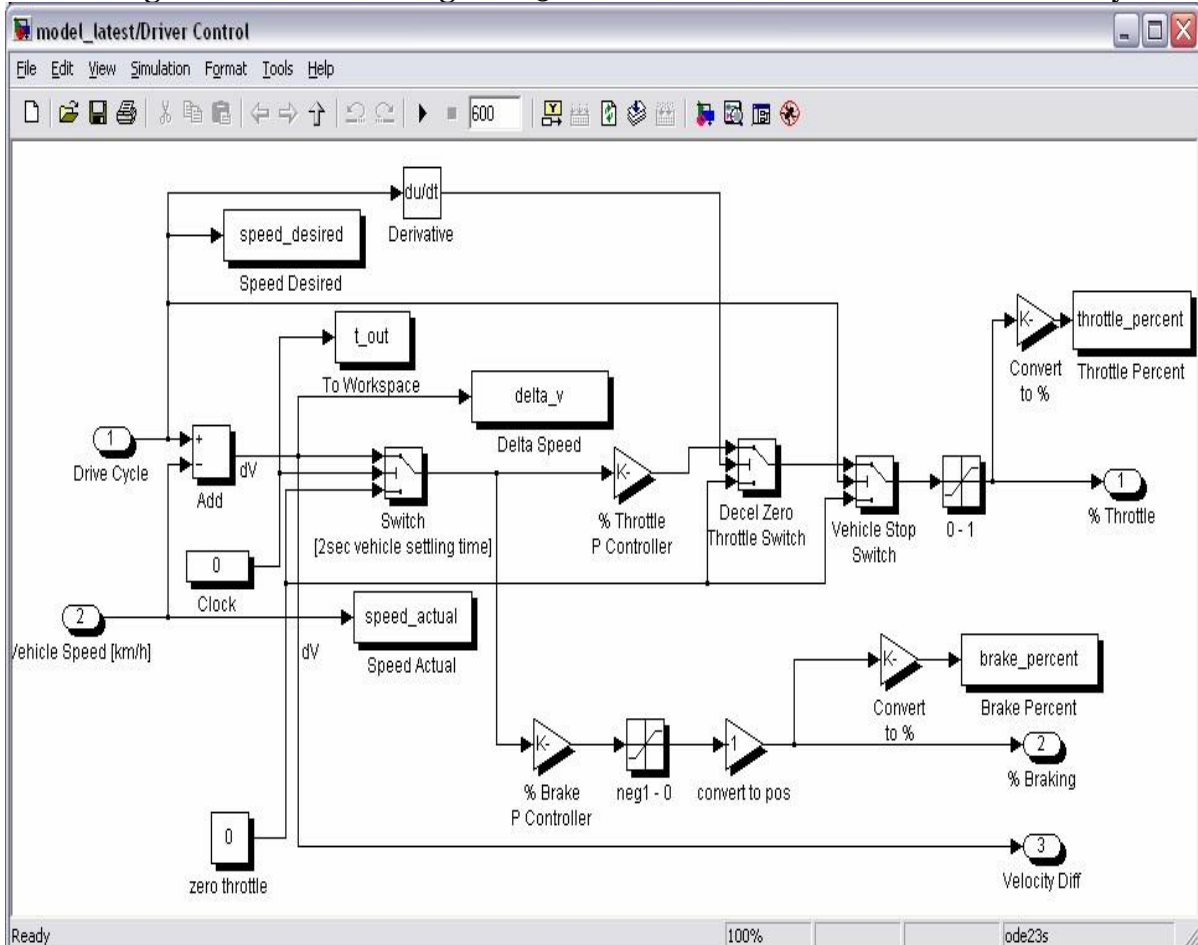 model_latest/Driver Control
File Edit View Simulation Format Tools Help
600
du/dt
Derivative
speed_desired
Speed Desired
t_out
To Workspace
delta_v
Delta Speed
K-
Convert
to %
throttle_percent
Throttle Percent
1
Drive Cycle
+
−
Add
dV
Switch
[2sec vehicle settling time]
K-
% Throttle
P Controller
Decel Zero
Throttle Switch
Vehicle Stop
Switch
0 - 1
1
% Throttle
0
Clock
2
Vehicle Speed [km/h]
speed_actual
Speed Actual
dV
K-
% Brake
P Controller
neg1 - 0
-1
convert to pos
K-
Convert
to %
brake_percent
Brake Percent
2
% Braking
0
zero throttle
3
Velocity Diff
Ready
100%
ode23s